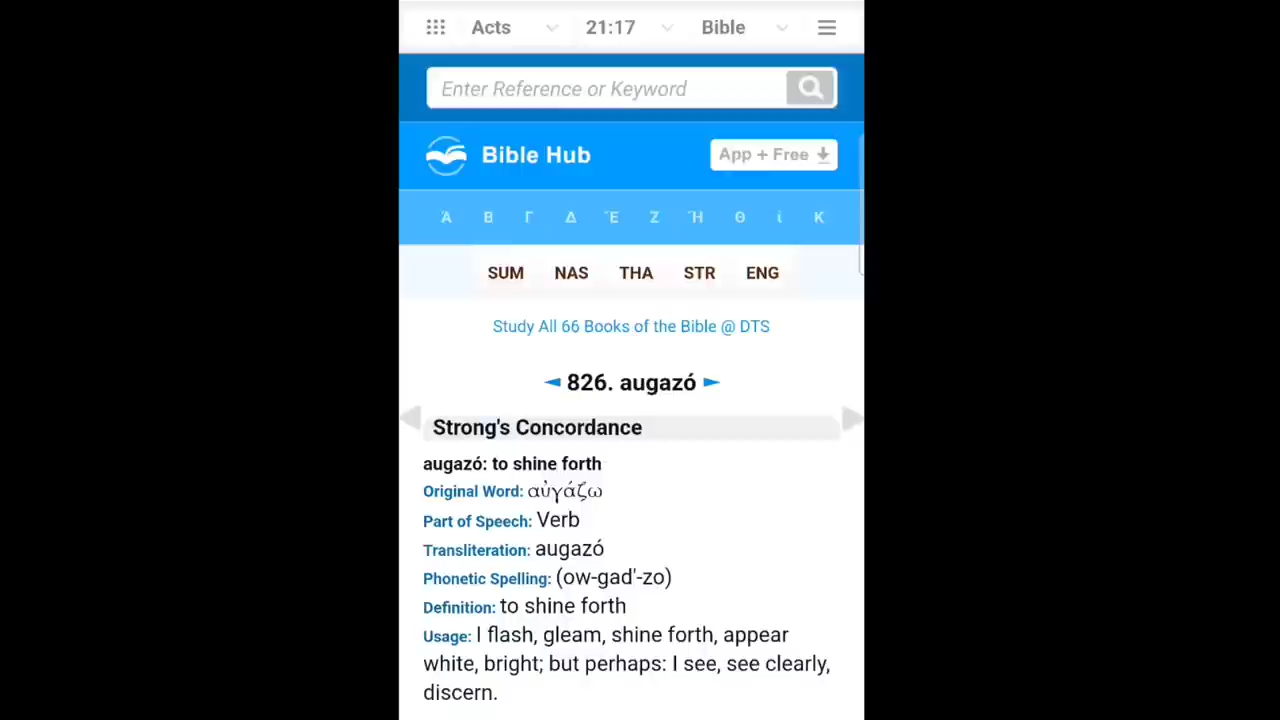 Acts 21:17 Bible
Enter Reference or Keyword
Bible Hub App + Free
Ἀ Β Γ Δ Ἐ Ζ Ἠ Θ ἰ Κ
SUM NAS THA STR ENG
Study All 66 Books of the Bible @ DTS
◄ 826. augazó ►
Strong's Concordance
augazó: to shine forth
Original Word: αὐγάζω
Part of Speech: Verb
Transliteration: augazó
Phonetic Spelling: (ow-gad'-zo)
Definition: to shine forth
Usage: I flash, gleam, shine forth, appear
white, bright; but perhaps: I see, see clearly,
discern.